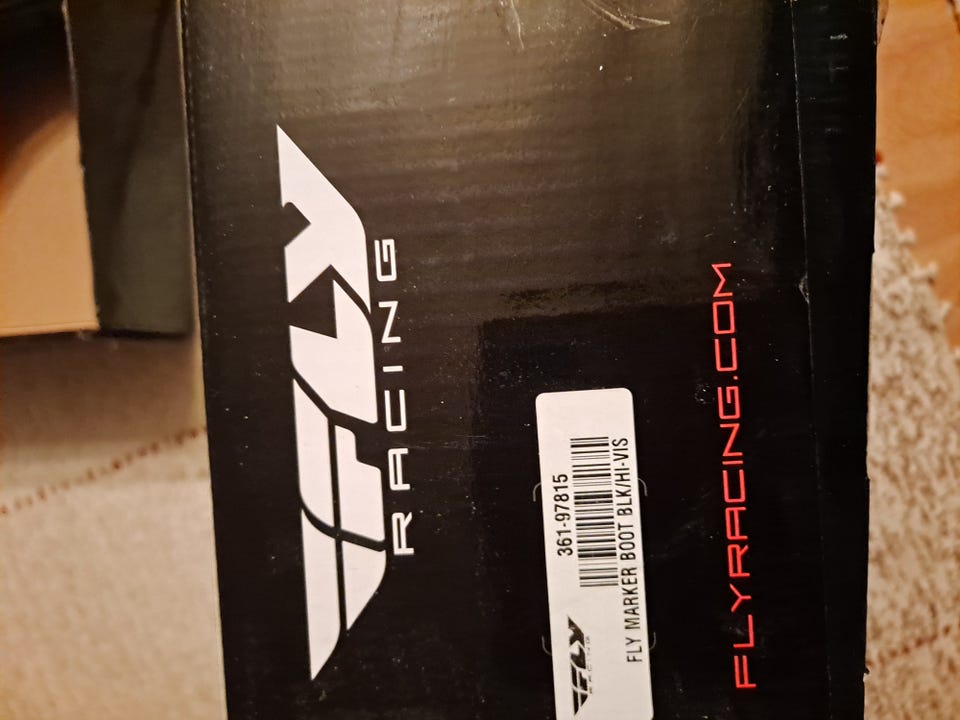 FLY
RACING
361-97815
FLY RACING
FLY MARKER BOOT BLK/HI-VIS
FLYRACING.COM